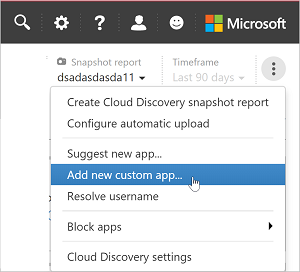 Microsoft
Snapshot report
Timeframe
dsadasdasda11
Last 90 days
Create Cloud Discovery snapshot report
Configure automatic upload
Suggest new app...
Add new custom app...
Resolve username
Block apps
Cloud Discovery settings